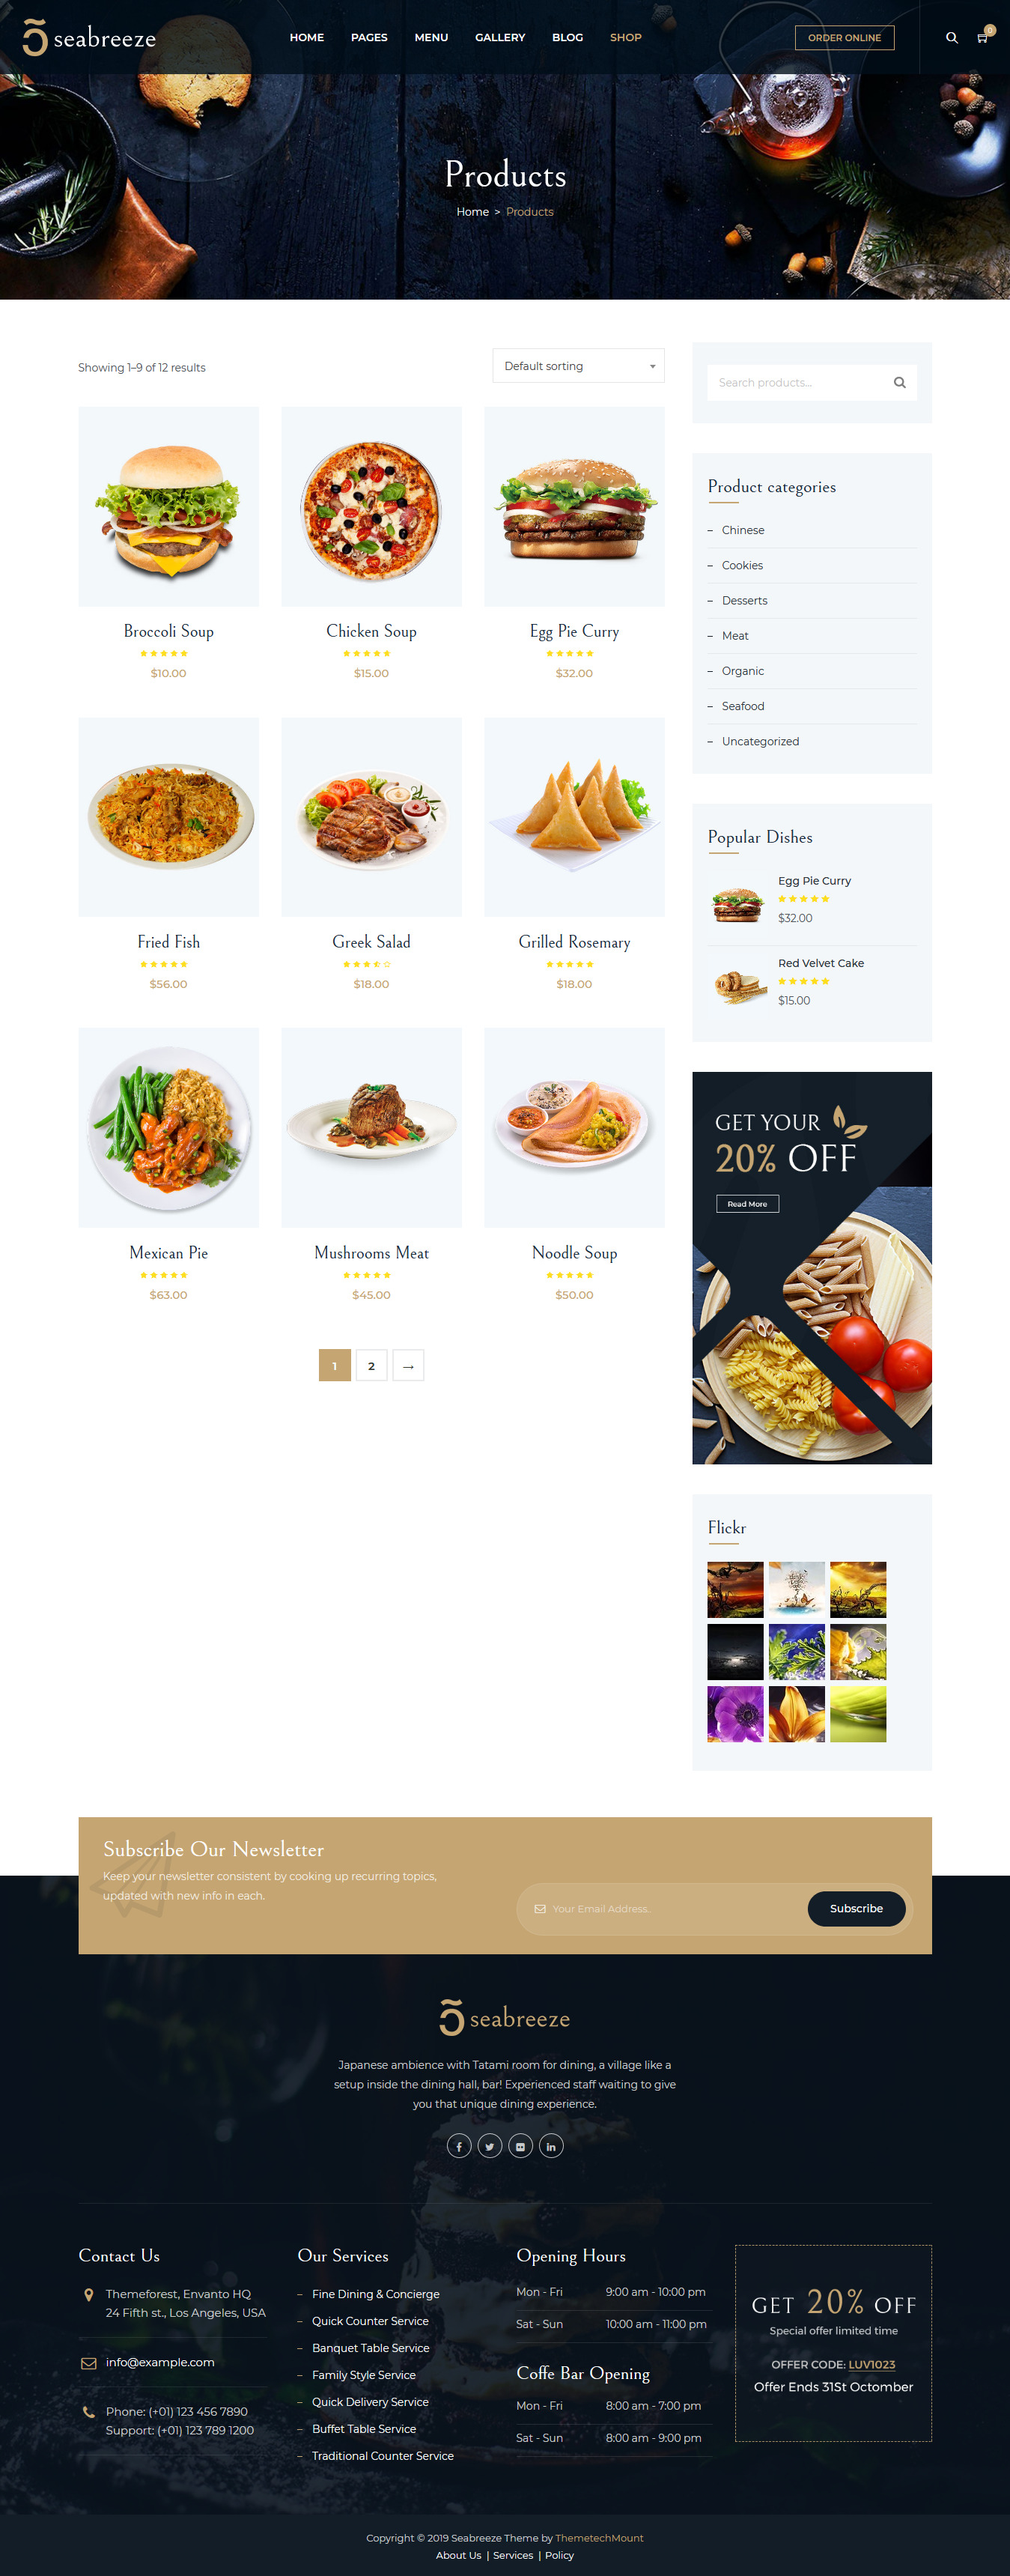 seabreeze
HOME PAGES MENU GALLERY BLOG SHOP
ORDER ONLINE
0
Products
Home > Products
Showing 1–9 of 12 results
Default sorting
Broccoli Soup
$10.00
Chicken Soup
$15.00
Egg Pie Curry
$32.00
Fried Fish
$56.00
Greek Salad
$18.00
Grilled Rosemary
$18.00
Mexican Pie
$63.00
Mushrooms Meat
$45.00
Noodle Soup
$50.00
1 2 →
Search products...
Product categories
– Chinese
– Cookies
– Desserts
– Meat
– Organic
– Seafood
– Uncategorized
Popular Dishes
Egg Pie Curry
$32.00
Red Velvet Cake
$15.00
GET YOUR
20% OFF
Read More
Flickr
Subscribe Our Newsletter
Keep your newsletter consistent by cooking up recurring topics,
updated with new info in each.
Your Email Address..
Subscribe
seabreeze
Japanese ambience with Tatami room for dining, a village like a
setup inside the dining hall, bar! Experienced staff waiting to give
you that unique dining experience.
Contact Us
Themeforest, Envanto HQ
24 Fifth st., Los Angeles, USA
info@example.com
Phone: (+01) 123 456 7890
Support: (+01) 123 789 1200
Our Services
– Fine Dining & Concierge
– Quick Counter Service
– Banquet Table Service
– Family Style Service
– Quick Delivery Service
– Buffet Table Service
– Traditional Counter Service
Opening Hours
Mon - Fri 9:00 am - 10:00 pm
Sat - Sun 10:00 am - 11:00 pm
Coffe Bar Opening
Mon - Fri 8:00 am - 7:00 pm
Sat - Sun 8:00 am - 9:00 pm
GET 20% OFF
Special offer limited time
OFFER CODE: LUV1023
Offer Ends 31St Octomber
Copyright © 2019 Seabreeze Theme by ThemetechMount
About Us | Services | Policy